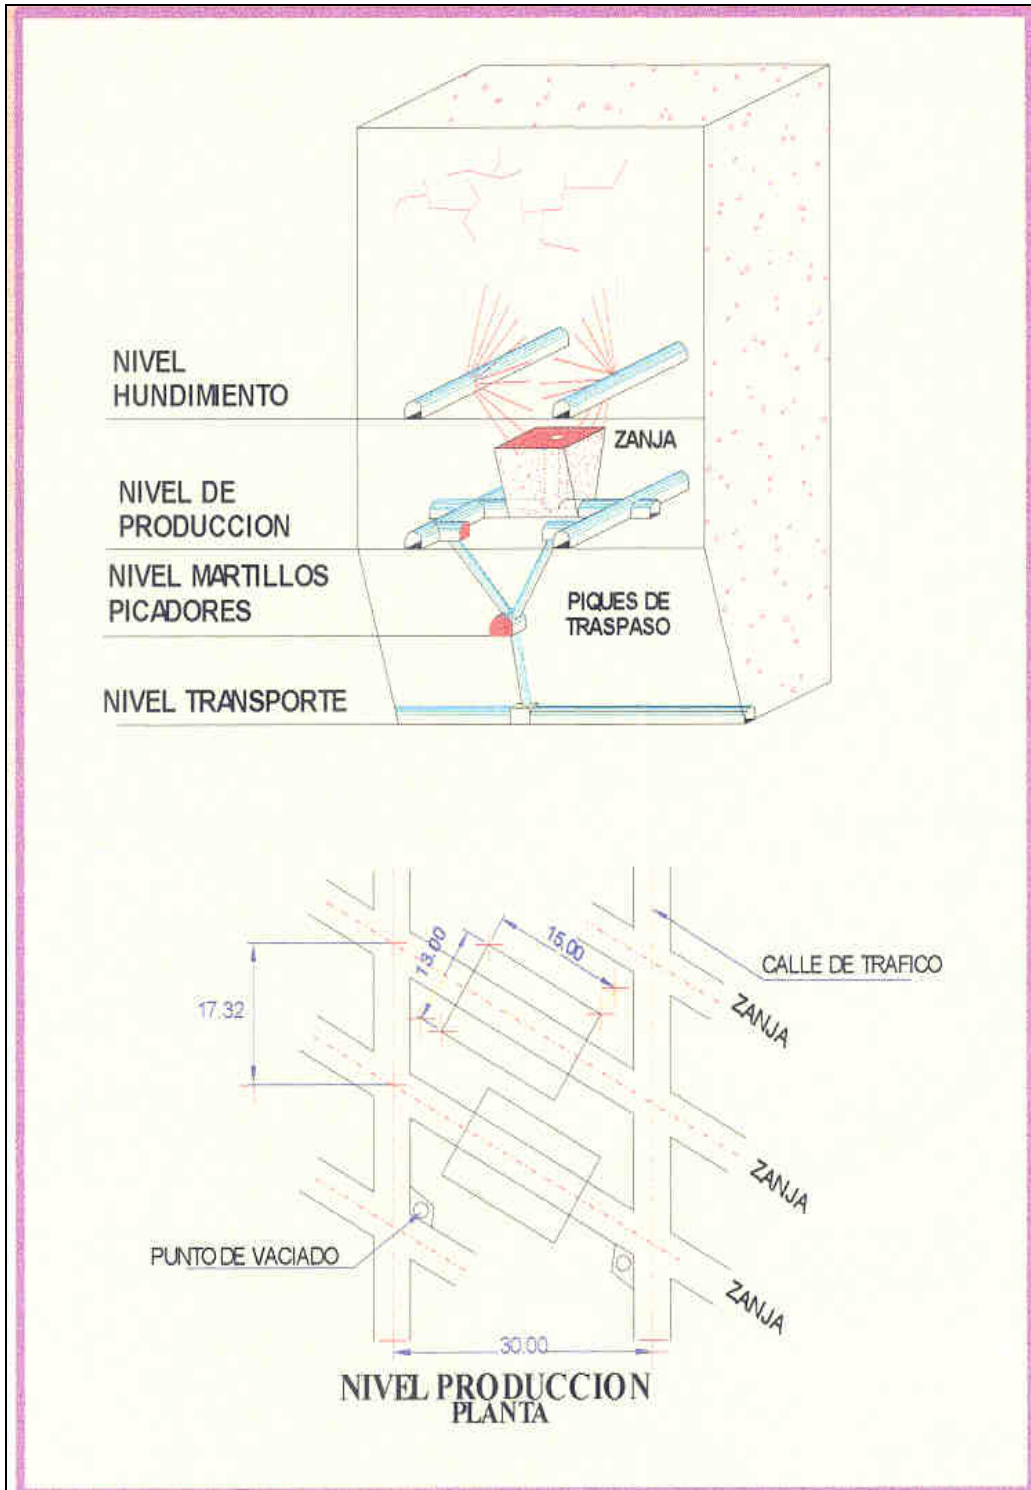 NIVEL
HUNDIMIENTO
ZANJA
NIVEL DE
PRODUCCION
NIVEL MARTILLOS
PICADORES
PIQUES DE
TRASPASO
NIVEL TRANSPORTE
13.00
15.00
CALLE DE TRAFICO
17.32
1
ZANJA
ZANJA
PUNTO DE VACIADO
ZANJA
30.00
NIVEL PRODUCCION
PLANTA